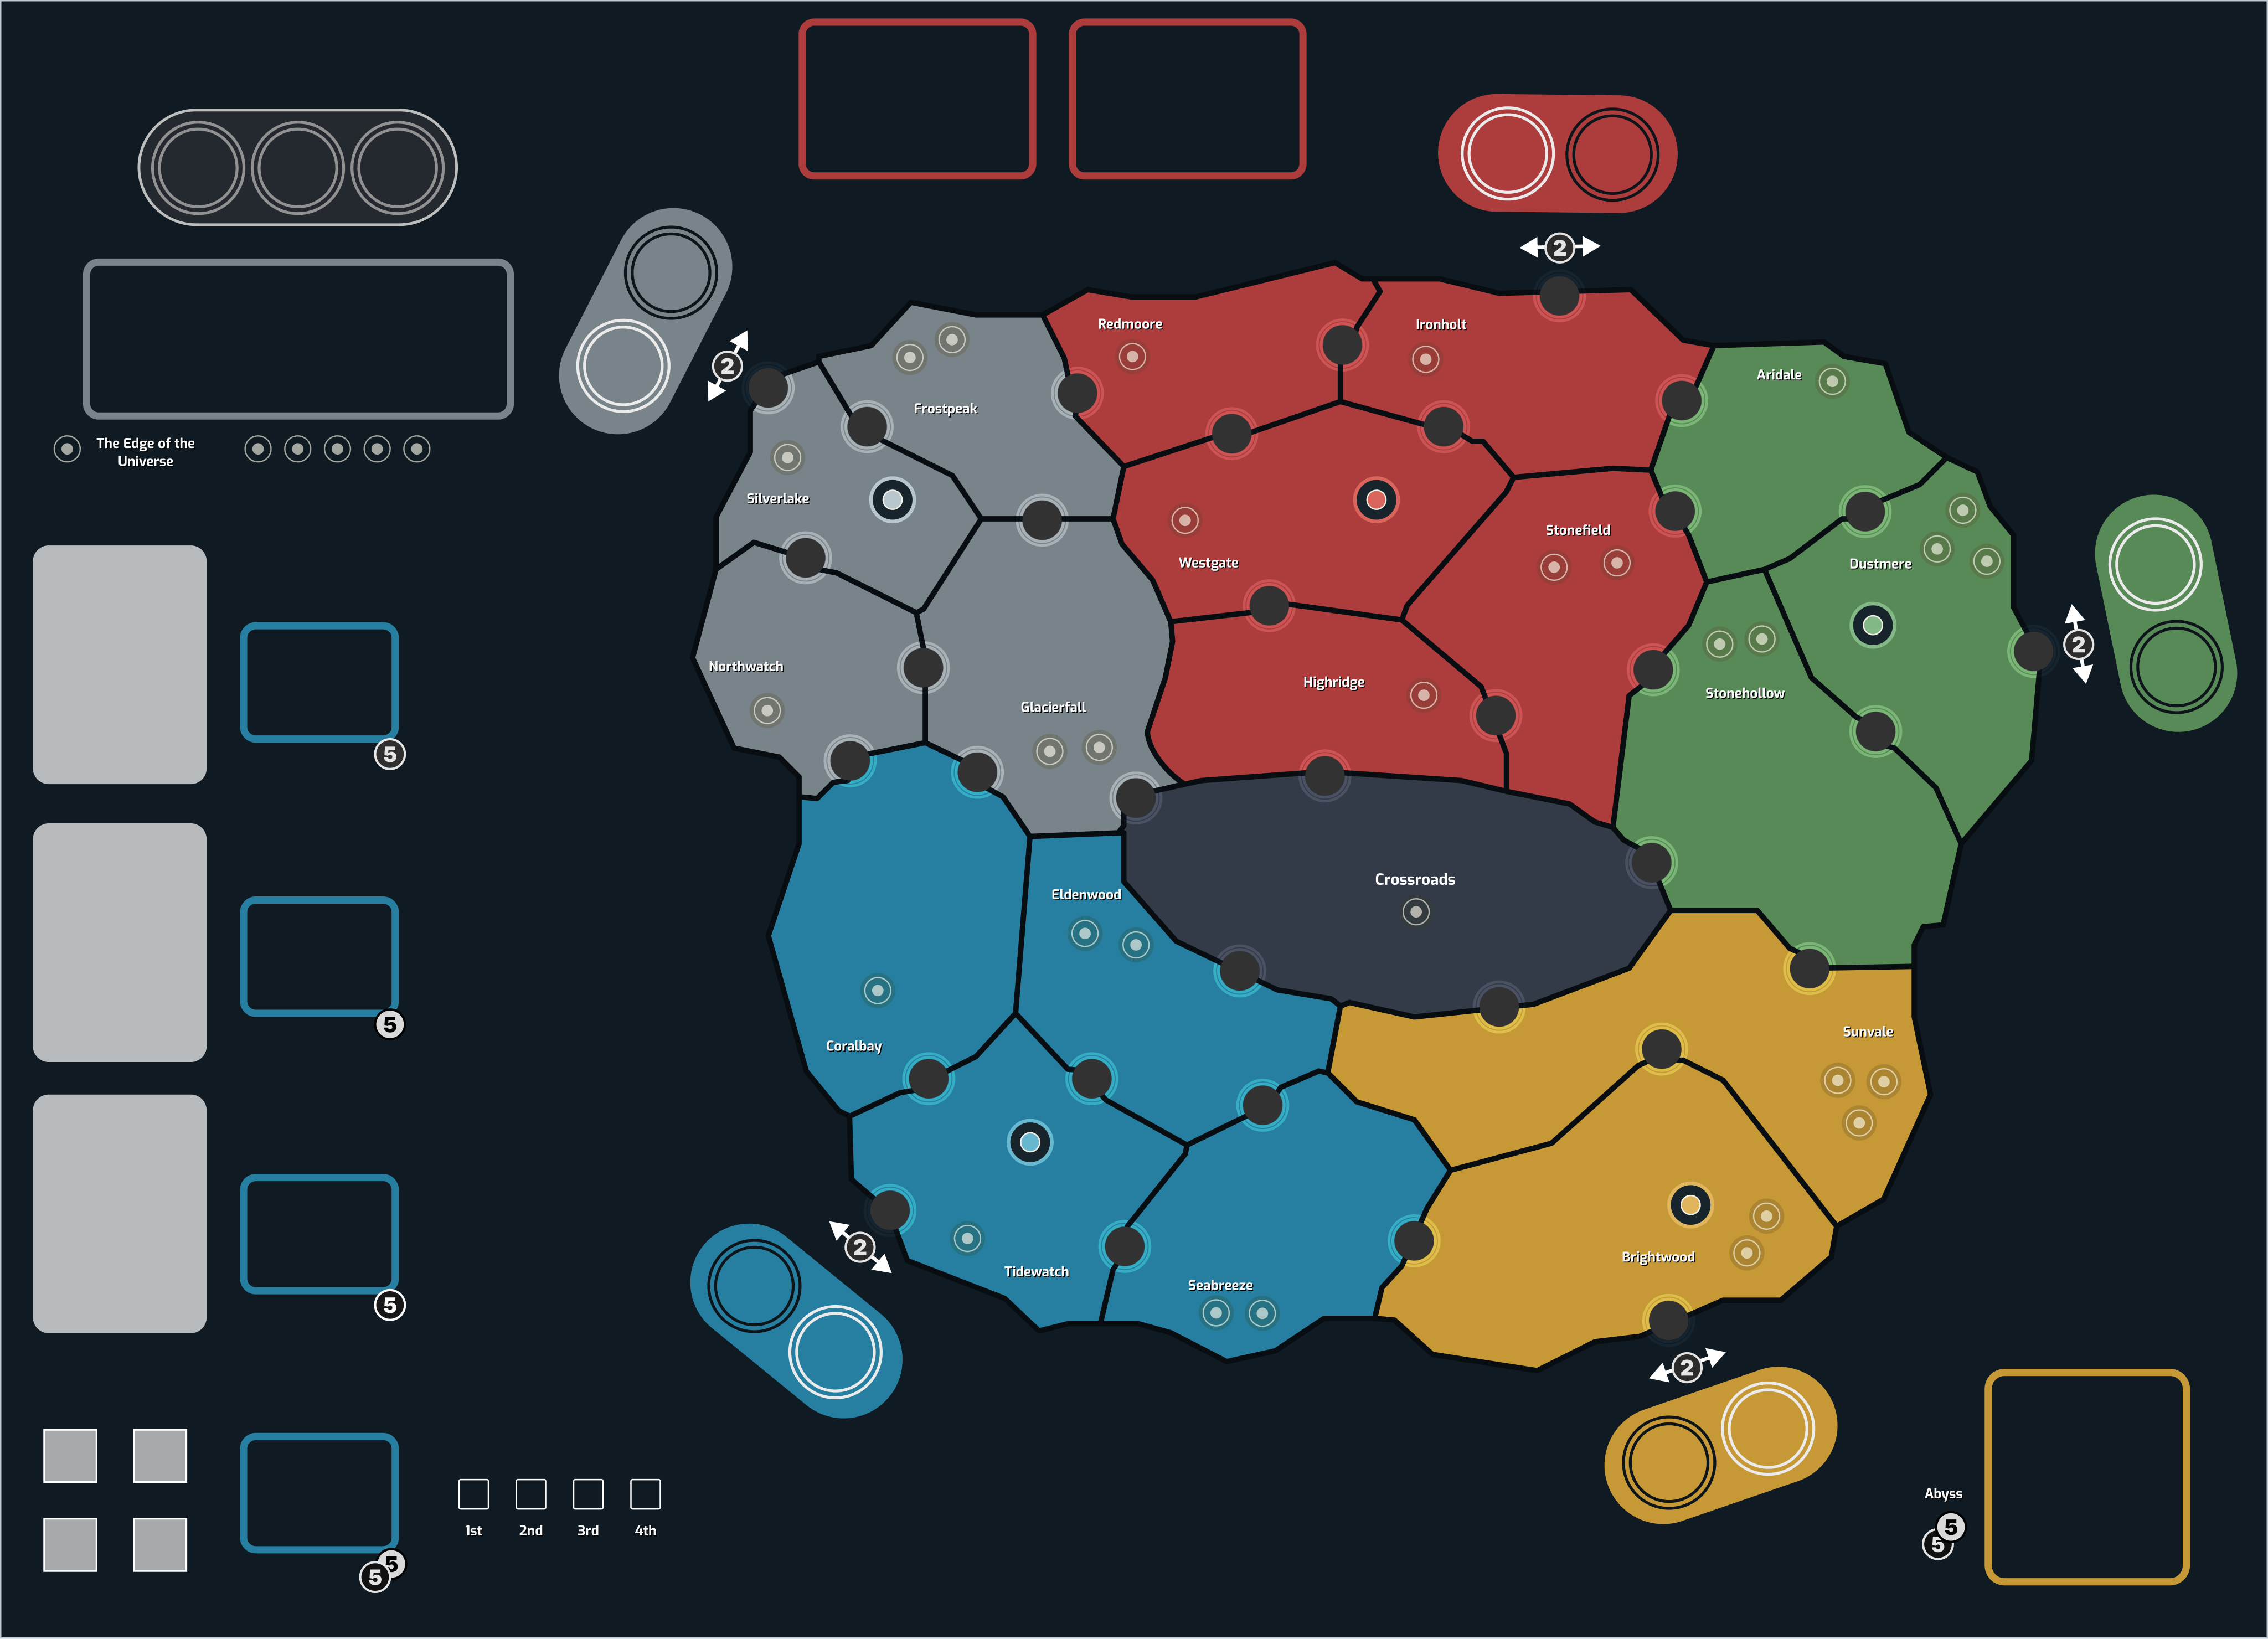 2
2
Redmoore
Ironholt
Aridale
Frostpeak
The Edge of the
Universe
Silverlake
Stonefield
Westgate
Dustmere
2
Northwatch
Highridge
Stonehollow
Glacierfall
5
Crossroads
Eldenwood
5
Sunvale
Coralbay
2
Brightwood
Tidewatch
Seabreeze
5
2
Abyss
1st
2nd
3rd
4th
5
5
5
5